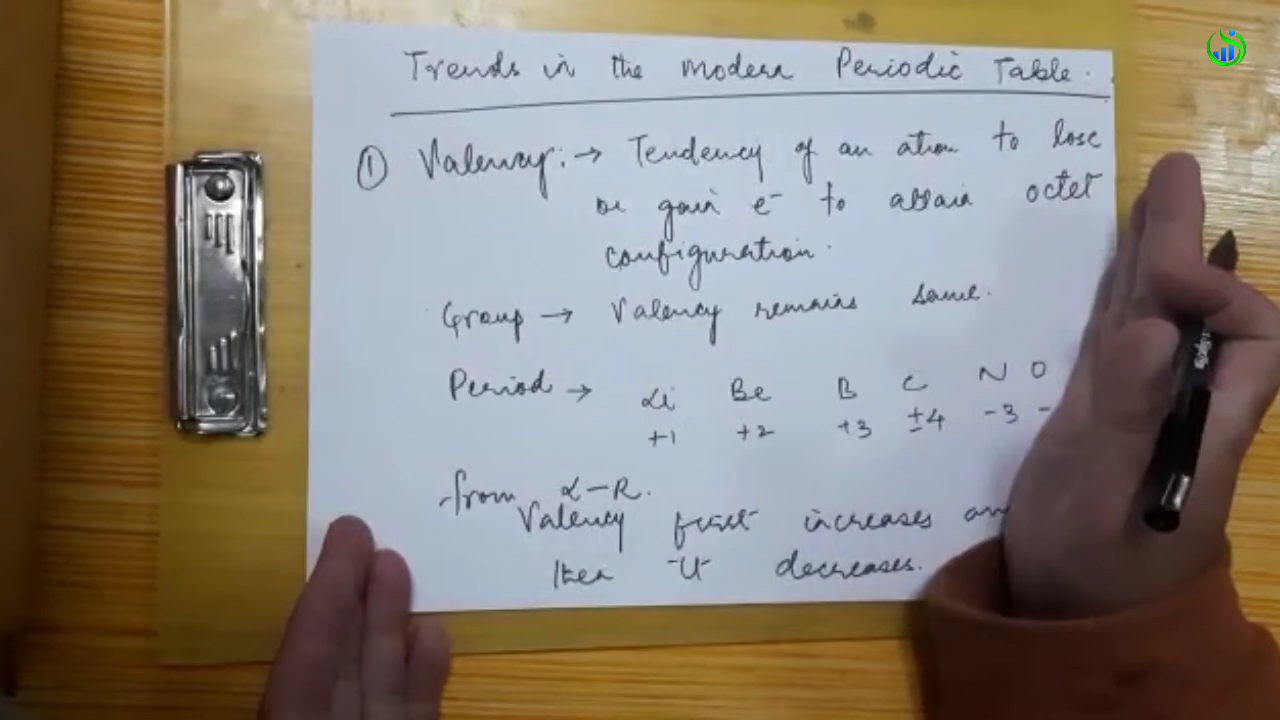 Trends in the modern Periodic Table.
① Valency:→ Tendency of an atom to lose
or gain e⁻ to attain octet
configuration.
Group → Valency remains same.
Period → Li Be B C N O
+1 +2 +3 ±4 -3 -
from L-R.
Valency first increases an
then it decreases.